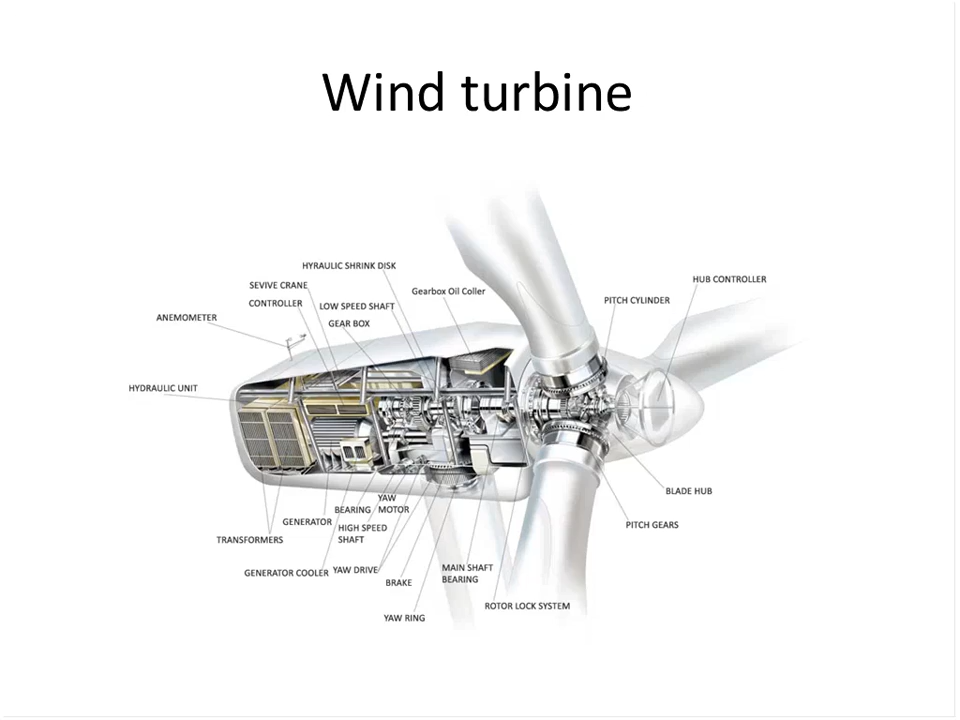 Wind turbine
HYRAULIC SHRINK DISK
SEVIVE CRANE
CONTROLLER
LOW SPEED SHAFT
GEAR BOX
Gearbox Oil Coller
PITCH CYLINDER
HUB CONTROLLER
ANEMOMETER
HYDRAULIC UNIT
BLADE HUB
PITCH GEARS
YAW
MOTOR
BEARING
GENERATOR
HIGH SPEED
SHAFT
TRANSFORMERS
GENERATOR COOLER
YAW DRIVE
BRAKE
MAIN SHAFT
BEARING
ROTOR LOCK SYSTEM
YAW RING